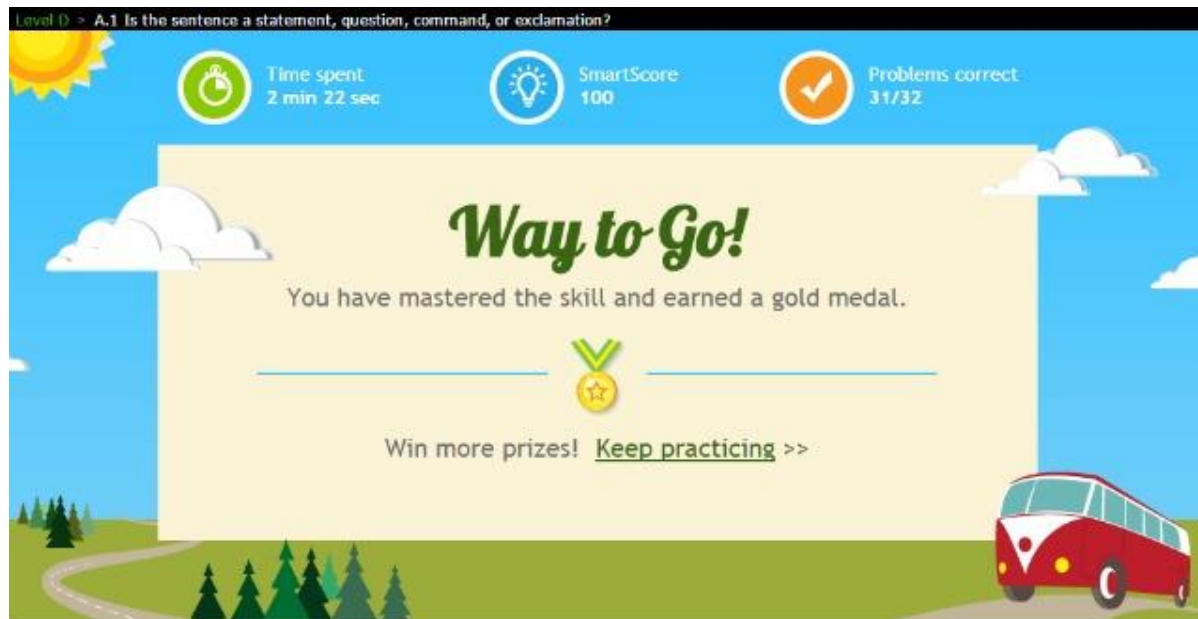 Level D > A.1 Is the sentence a statement, question, command, or exclamation?
Time spent
2 min 22 sec
SmartScore
100
Problems correct
31/32
Way to Go!
You have mastered the skill and earned a gold medal.
Win more prizes! Keep practicing >>